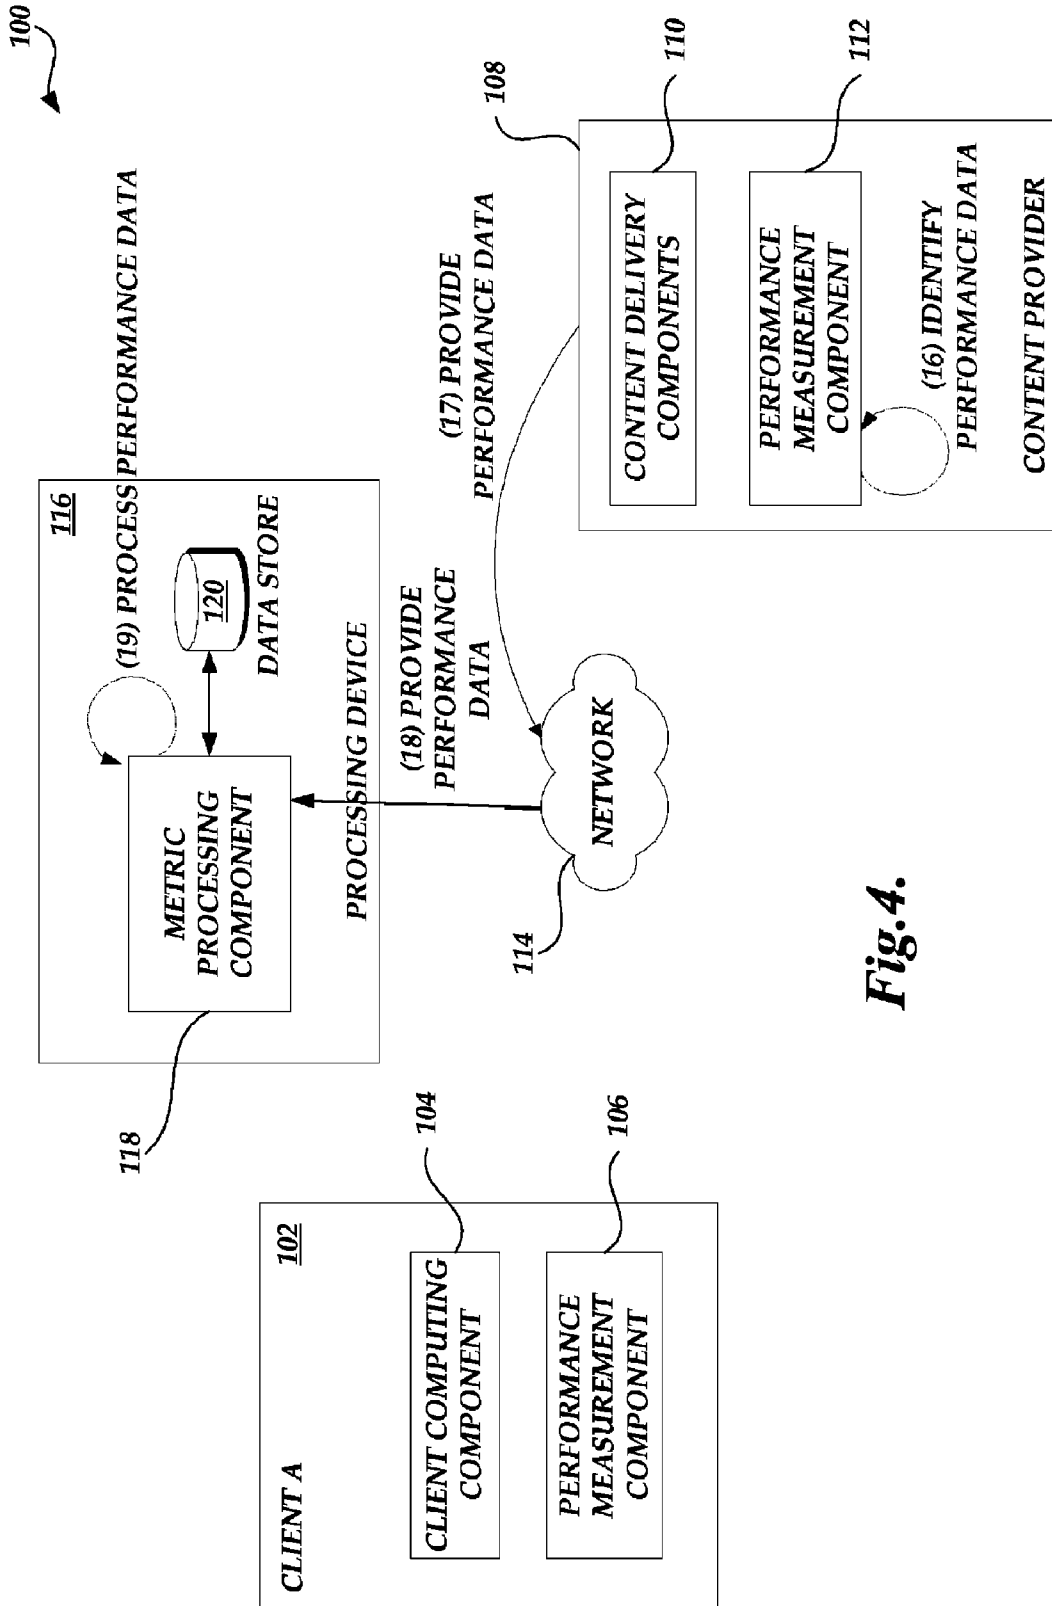 100
116
(19) PROCESS PERFORMANCE DATA
METRIC
PROCESSING
COMPONENT
120
DATA STORE
118
PROCESSING DEVICE
(18) PROVIDE
PERFORMANCE
DATA
(17) PROVIDE
PERFORMANCE DATA
CLIENT A
102
CLIENT COMPUTING
COMPONENT
104
PERFORMANCE
MEASUREMENT
COMPONENT
106
NETWORK
114
108
CONTENT DELIVERY
COMPONENTS
110
PERFORMANCE
MEASUREMENT
COMPONENT
112
(16) IDENTIFY
PERFORMANCE DATA
CONTENT PROVIDER
Fig.4.